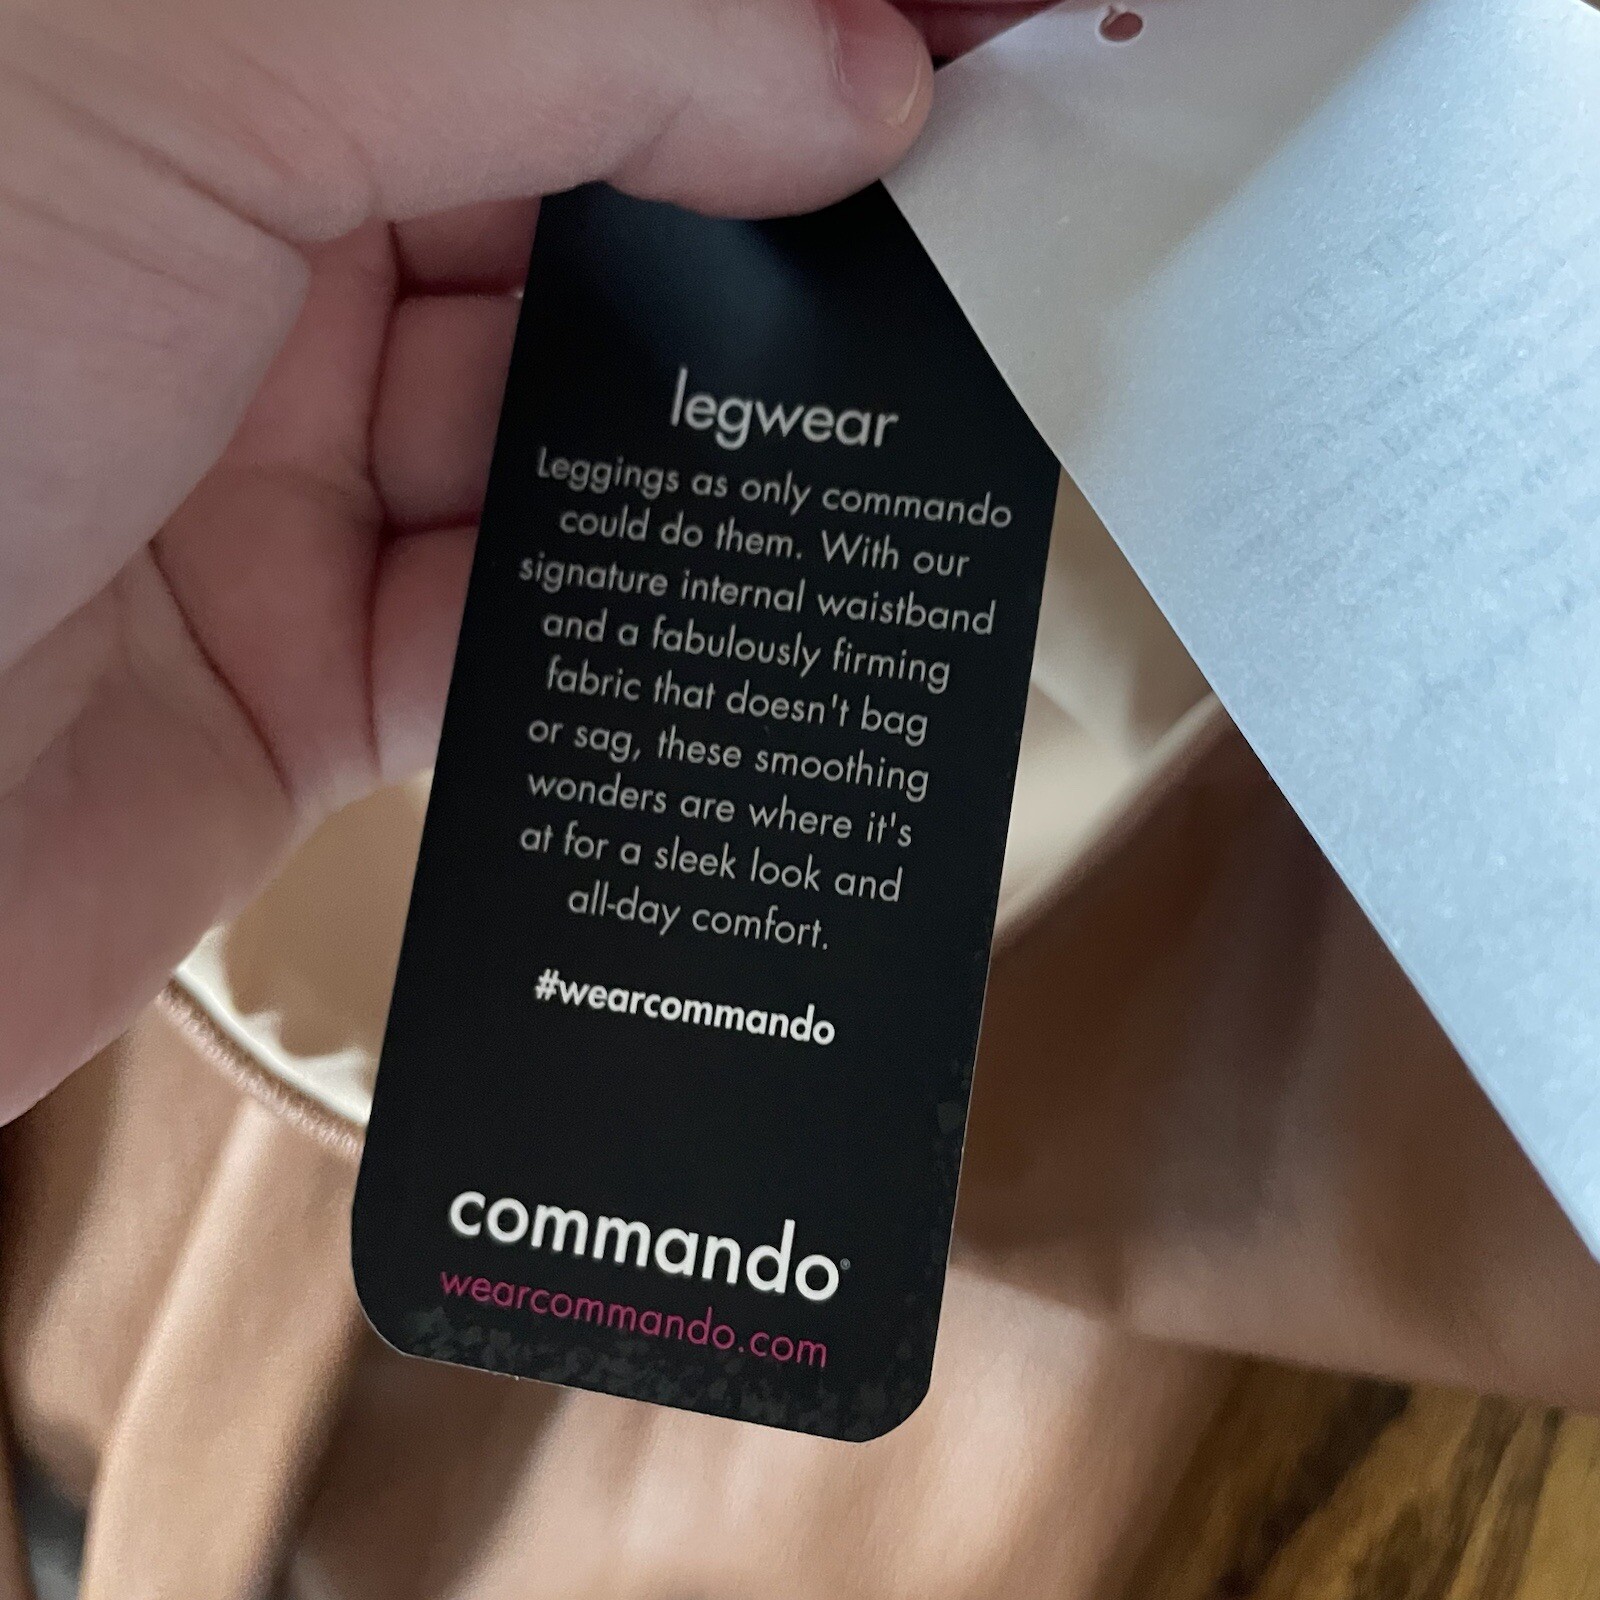 legwear
Leggings as only commando
could do them. With our
signature internal waistband
and a fabulously firming
fabric that doesn't bag
or sag, these smoothing
wonders are where it's
at for a sleek look and
all-day comfort.
#wearcommando
commando®
wearcommando.com